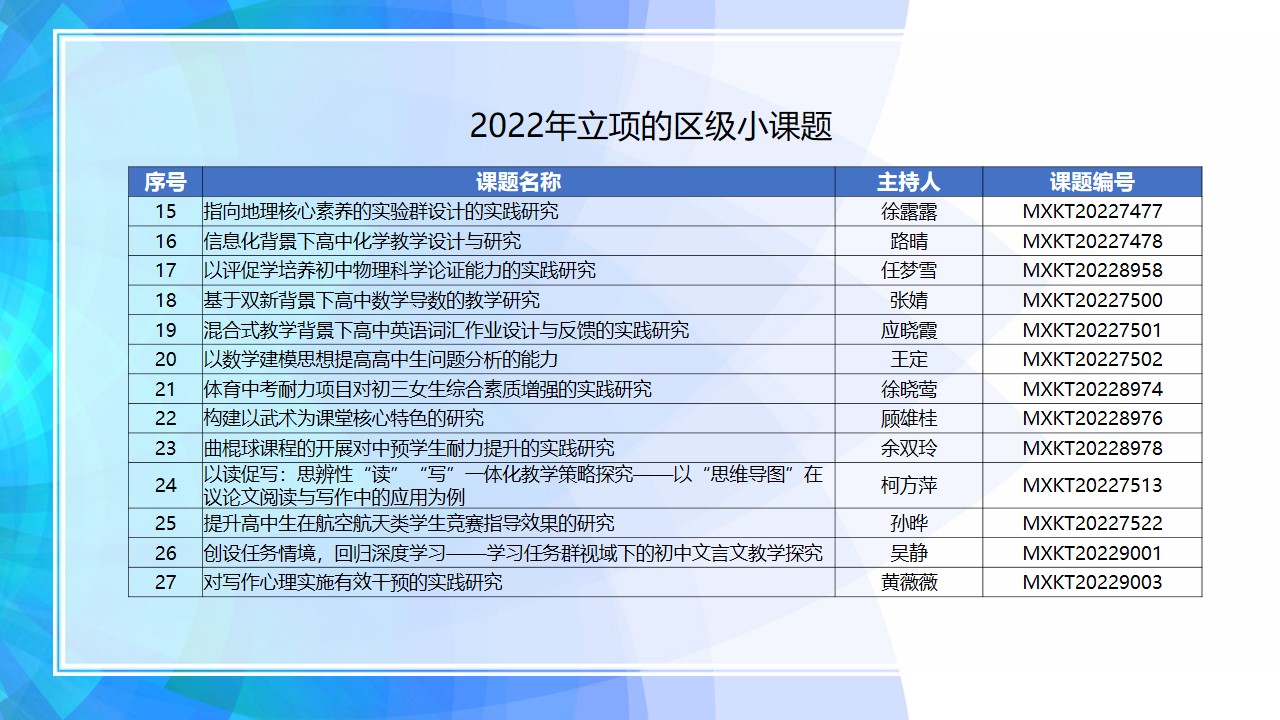 2022年立项的区级小课题
序号 课题名称 主持人 课题编号
15 指向地理核心素养的实验群设计的实践研究 徐露露 MXKT20227477
16 信息化背景下高中化学教学设计与研究 路晴 MXKT20227478
17 以评促学培养初中物理科学论证能力的实践研究 任梦雪 MXKT20228958
18 基于双新背景下高中数学导数的教学研究 张婧 MXKT20227500
19 混合式教学背景下高中英语词汇作业设计与反馈的实践研究 应晓霞 MXKT20227501
20 以数学建模思想提高高中生问题分析的能力 王定 MXKT20227502
21 体育中考耐力项目对初三女生综合素质增强的实践研究 徐晓莺 MXKT20228974
22 构建以武术为课堂核心特色的研究 顾雄桂 MXKT20228976
23 曲棍球课程的开展对中预学生耐力提升的实践研究 余双玲 MXKT20228978
24 以读促写：思辨性“读”“写”一体化教学策略探究——以“思维导图”在
议论文阅读与写作中的应用为例 柯方萍 MXKT20227513
25 提升高中生在航空航天类学生竞赛指导效果的研究 孙晔 MXKT20227522
26 创设任务情境，回归深度学习——学习任务群视域下的初中文言文教学探究 吴静 MXKT20229001
27 对写作心理实施有效干预的实践研究 黄薇薇 MXKT20229003